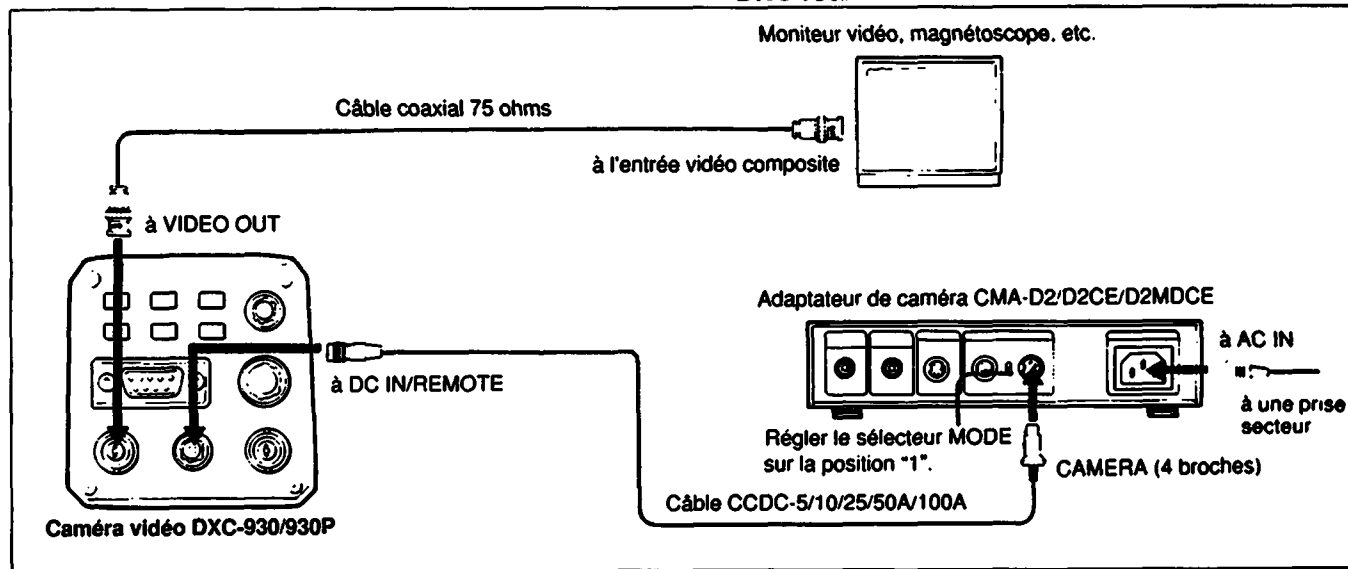 Moniteur vidéo, magnétoscope, etc.
Câble coaxial 75 ohms
à l'entrée vidéo composite
à VIDEO OUT
Adaptateur de caméra CMA-D2/D2CE/D2MDCE
à AC IN
à DC IN/REMOTE
à une prise
secteur
Régler le sélecteur MODE
sur la position "1".
CAMERA (4 broches)
Câble CCDC-5/10/25/50A/100A
Caméra vidéo DXC-930/930P